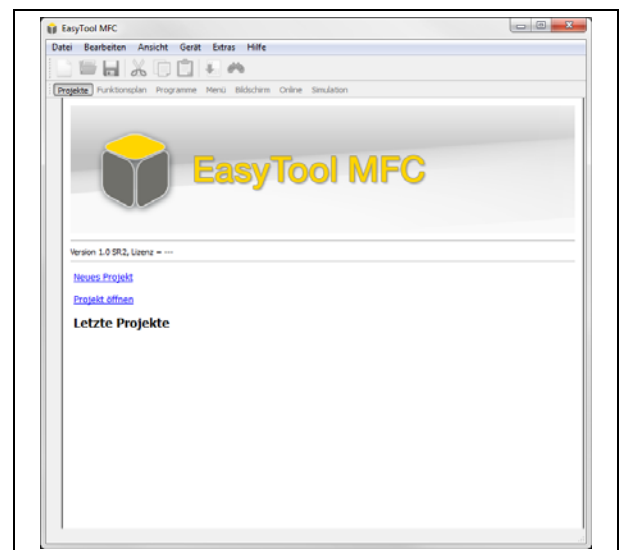 EasyTool MFC
Datei Bearbeiten Ansicht Gerät Extras Hilfe
Projekte Funktionsplan Programme Menü Bildschirm Online Simulation
EasyTool MFC
Version 1.0 SR2, Lizenz = ---
Neues Projekt
Projekt öffnen
Letzte Projekte